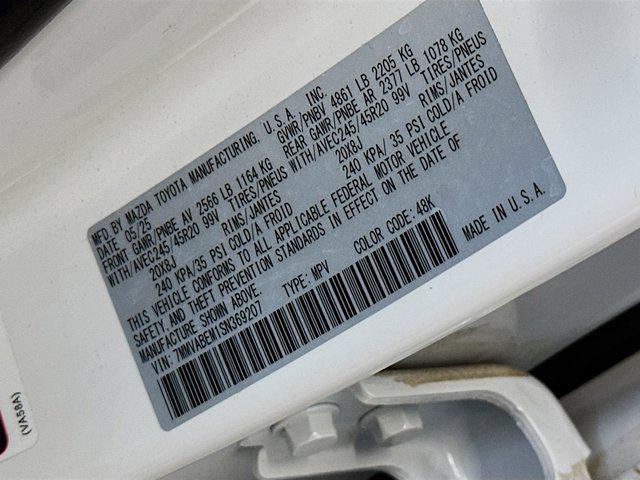 MFD. BY MAZDA TOYOTA MANUFACTURING, U.S.A. INC.
DATE 05/25 GVWR/PNBV 4861 LB 2205 KG
FRONT GAWR/PNBE AV 2566 LB 1164 KG REAR GAWR/PNBE AR 2377 LB 1078 KG
WITH/AVEC245/45R20 99V TIRES/PNEUS WITH/AVEC245/45R20 99V TIRES/PNEUS
20X8J RINS/JANTES 20X8J RINS/JANTES
240 KPA/35 PSI COLD/A FROID 240 KPA/ 35 PSI COLD/A FROID
THIS VEHICLE CONFORMS TO ALL APPLICABLE FEDERAL MOTOR VEHICLE
SAFETY, AND THEFT PREVENTION STANDARDS IN EFFECT ON THE DATE OF
MANUFACTURE SHOWN ABOVE.
VIN: 7MMVABEM1SN369207 TYPE: MPV COLOR CODE: 48K
MADE IN U.S.A.
(VA58A)